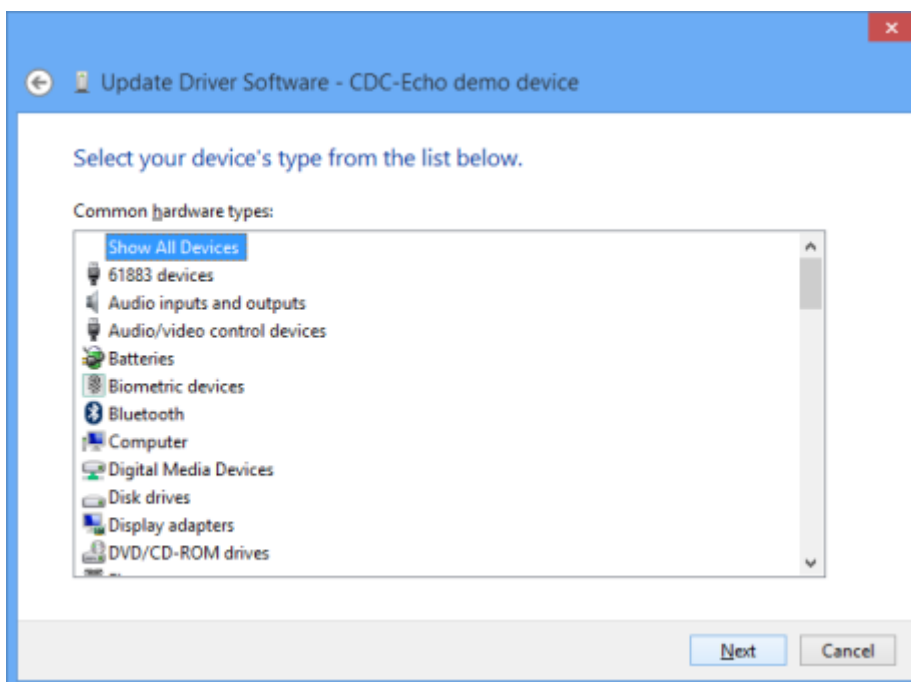 Update Driver Software - CDC-Echo demo device
Select your device's type from the list below.
Common hardware types:
Show All Devices
61883 devices
Audio inputs and outputs
Audio/video control devices
Batteries
Biometric devices
Bluetooth
Computer
Digital Media Devices
Disk drives
Display adapters
DVD/CD-ROM drives
Next Cancel